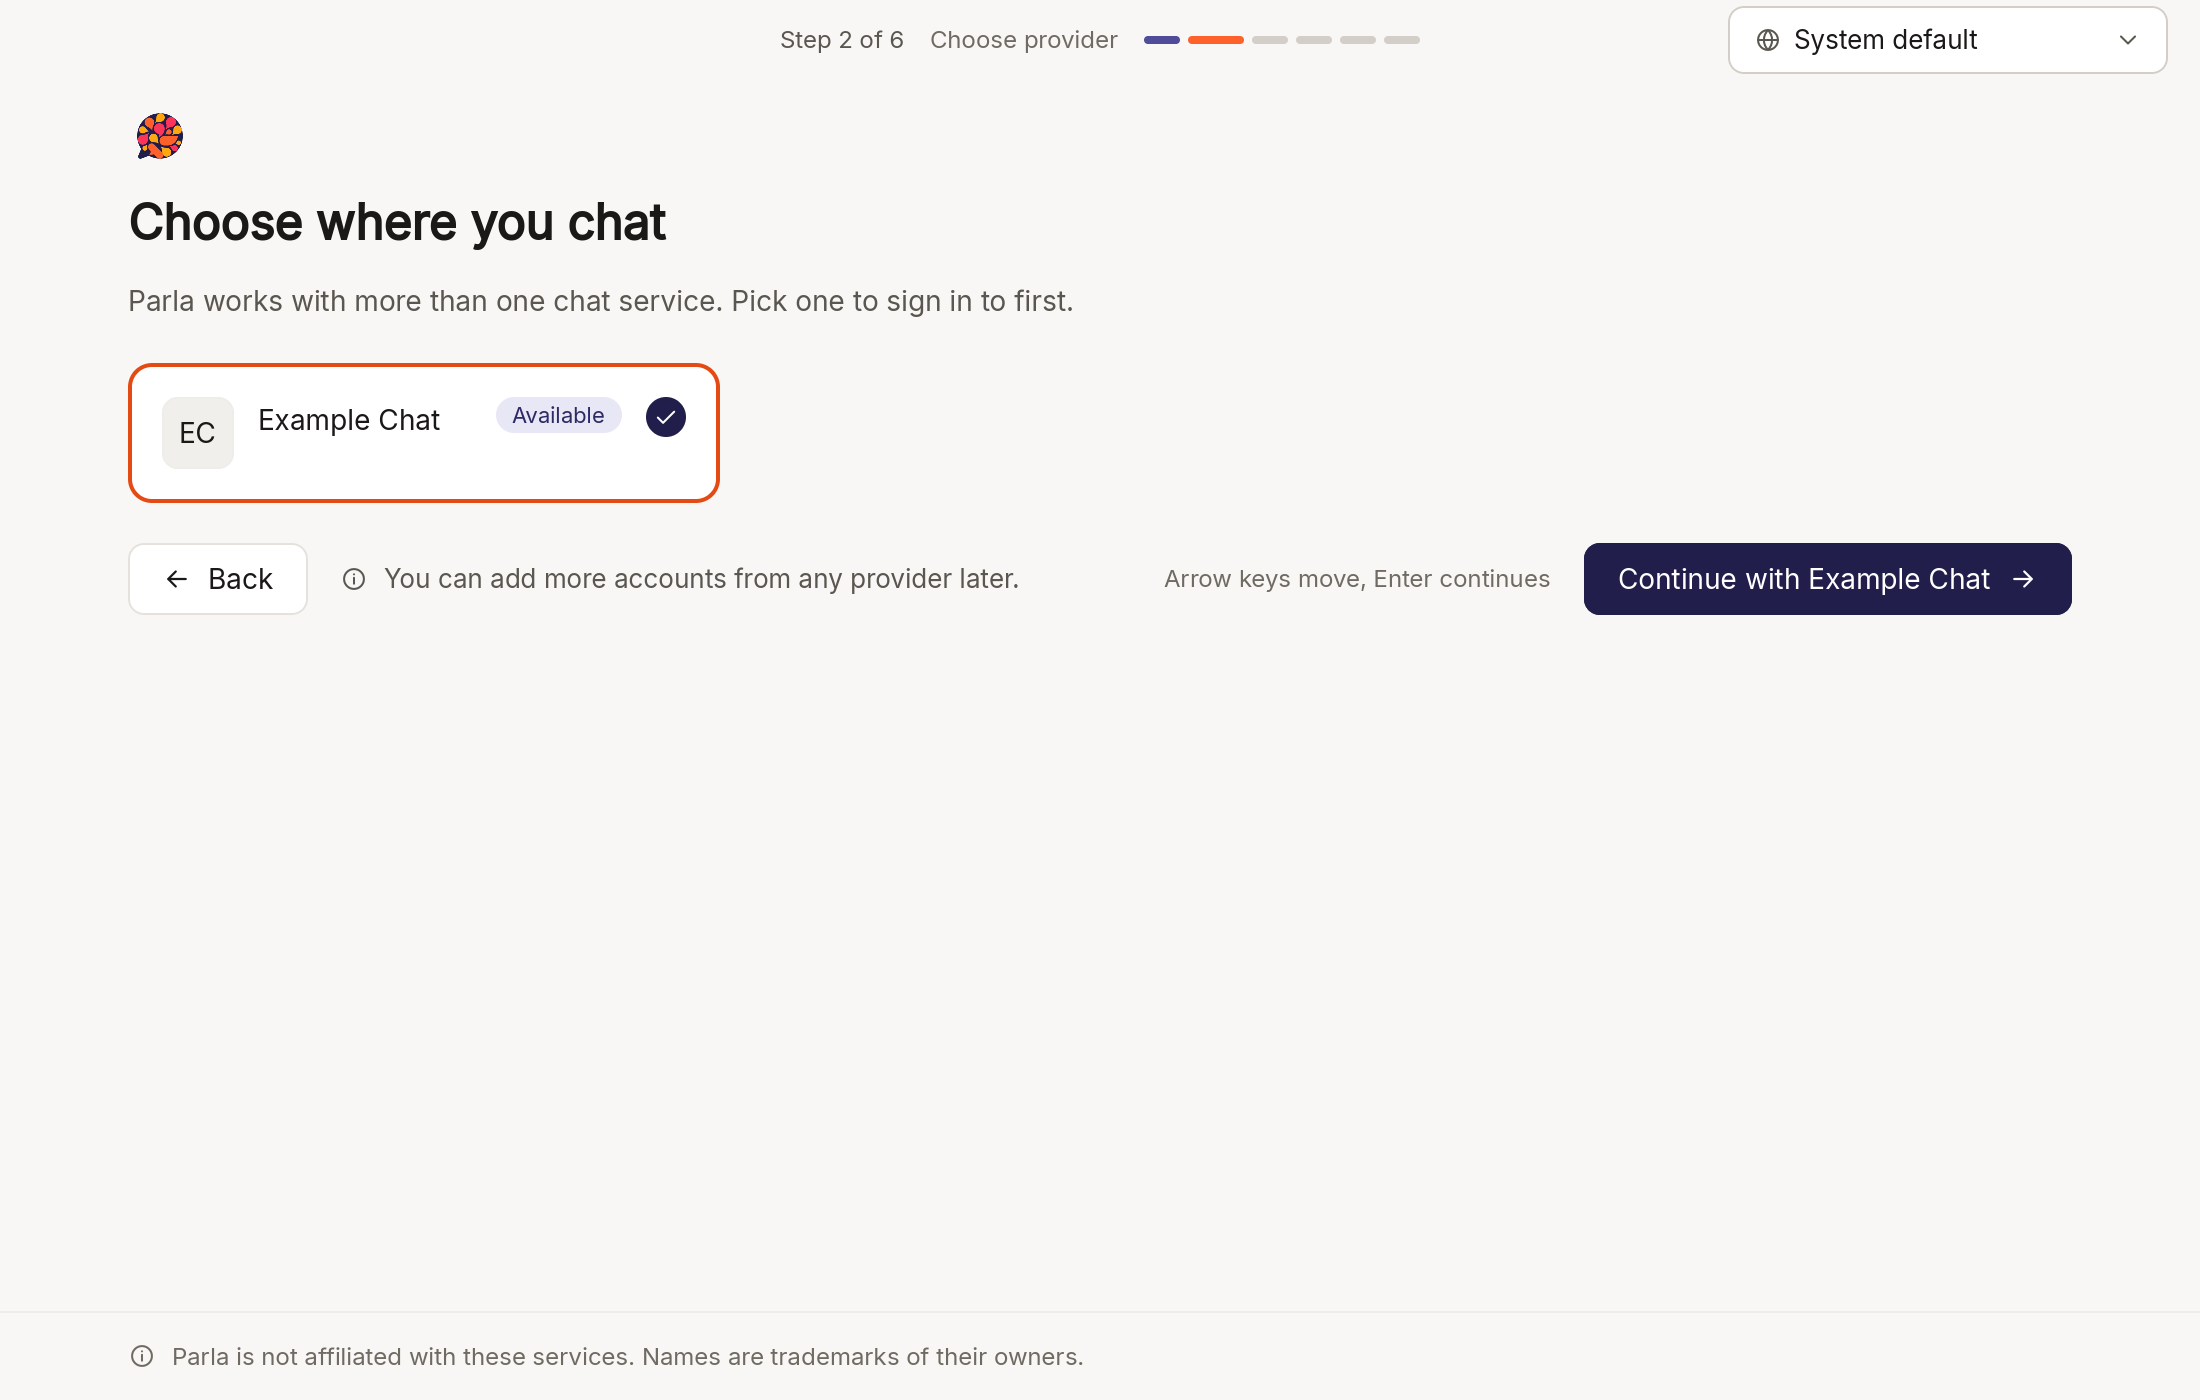 Step 2 of 6 Choose provider
System default
Choose where you chat
Parla works with more than one chat service. Pick one to sign in to first.
EC Example Chat Available
Back
You can add more accounts from any provider later.
Arrow keys move, Enter continues
Continue with Example Chat
Parla is not affiliated with these services. Names are trademarks of their owners.